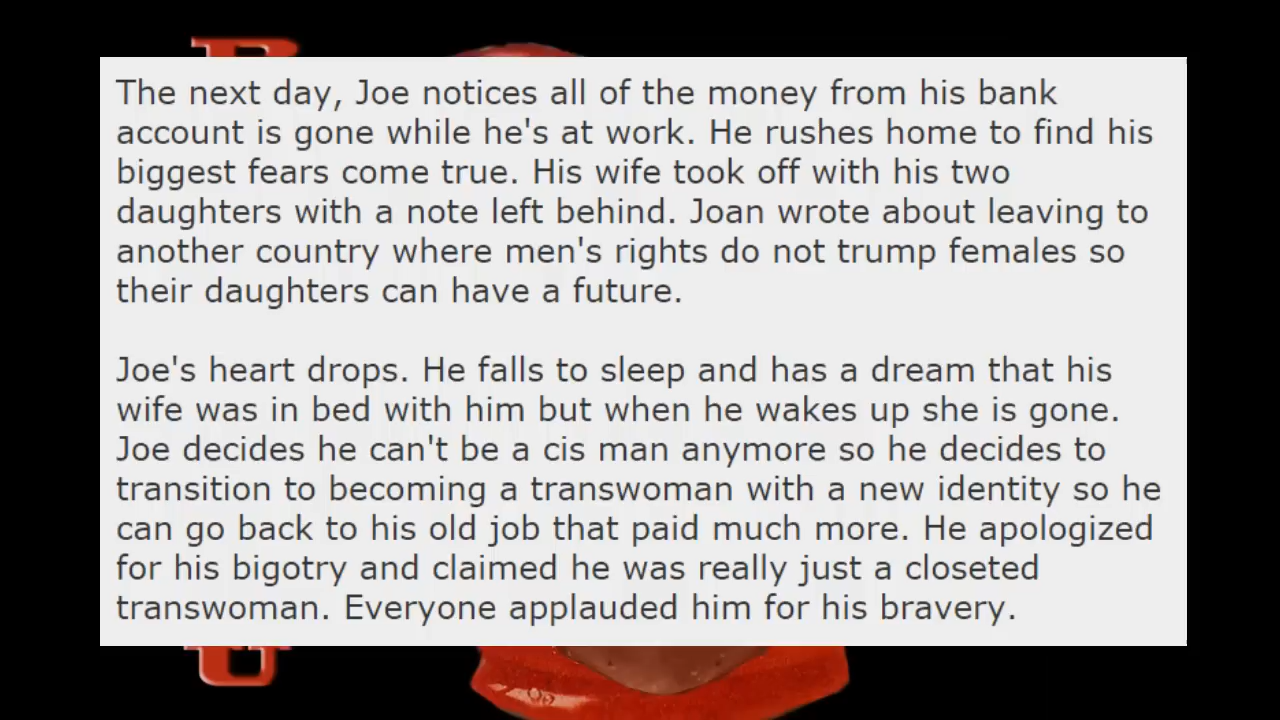 The next day, Joe notices all of the money from his bank
account is gone while he's at work. He rushes home to find his
biggest fears come true. His wife took off with his two
daughters with a note left behind. Joan wrote about leaving to
another country where men's rights do not trump females so
their daughters can have a future.
Joe's heart drops. He falls to sleep and has a dream that his
wife was in bed with him but when he wakes up she is gone.
Joe decides he can't be a cis man anymore so he decides to
transition to becoming a transwoman with a new identity so he
can go back to his old job that paid much more. He apologized
for his bigotry and claimed he was really just a closeted
transwoman. Everyone applauded him for his bravery.